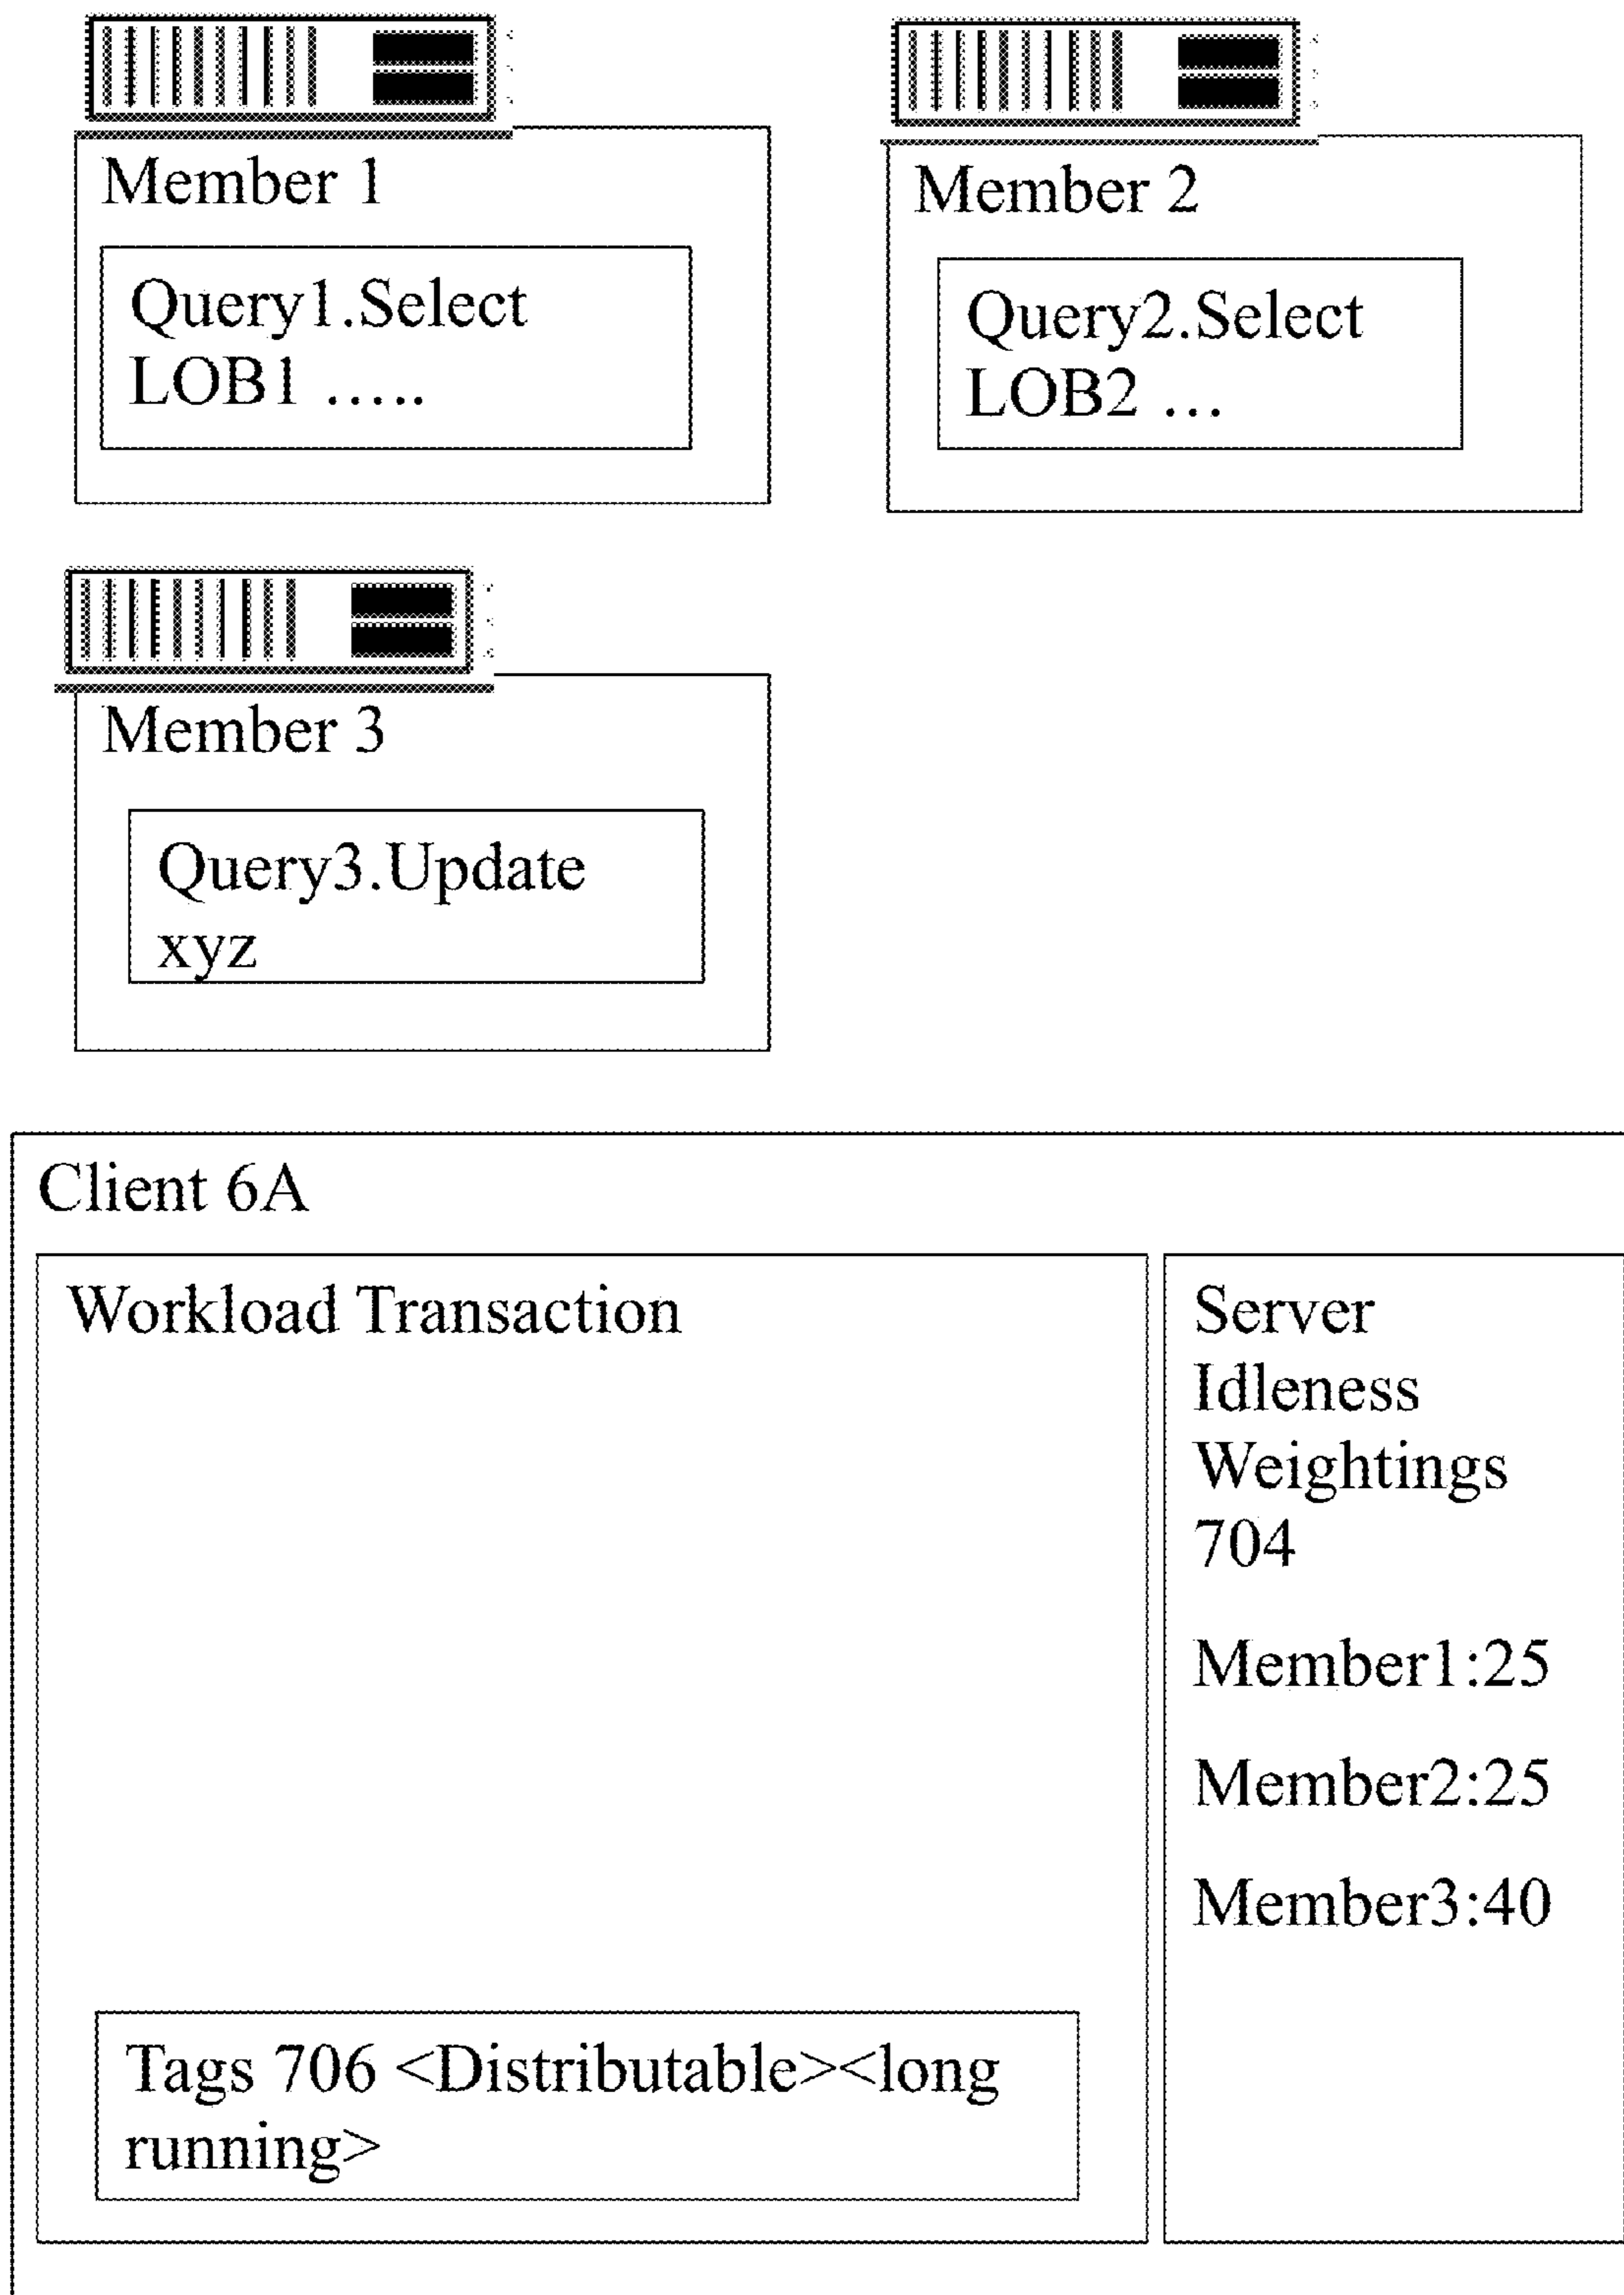 Member 1
Query1.Select
LOB1 .....
Member 2
Query2.Select
LOB2 ...
Member 3
Query3.Update
xyz
Client 6A
Workload Transaction
Tags 706 <Distributable><long
running>
Server
Idleness
Weightings
704
Member1:25
Member2:25
Member3:40